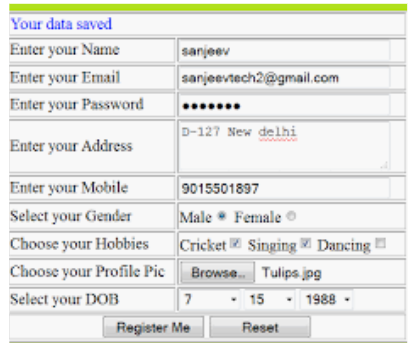 Your data saved
Enter your Name sanjeev
Enter your Email sanjeevtech2@gmail.com
Enter your Password •••••••
Enter your Address D-127 New delhi
Enter your Mobile 9015501897
Select your Gender Male Female
Choose your Hobbies Cricket Singing Dancing
Choose your Profile Pic Browse.. Tulips.jpg
Select your DOB 7 15 1988
Register Me Reset